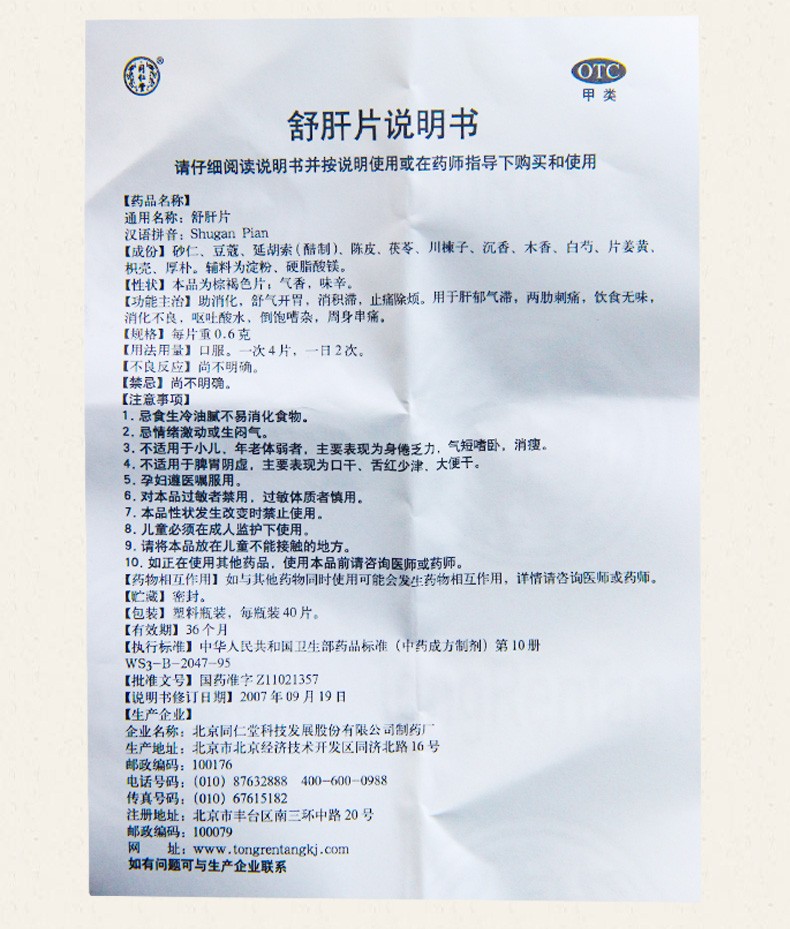 同仁堂
®
OTC
甲类
舒肝片说明书
请仔细阅读说明书并按说明使用或在药师指导下购买和使用
【药品名称】
通用名称：舒肝片
汉语拼音：Shugan Pian
【成份】砂仁、豆蔻、延胡索（醋制）、陈皮、茯苓、川楝子、沉香、木香、白芍、片姜黄、
枳壳、厚朴。辅料为淀粉、硬脂酸镁。
【性状】本品为棕褐色片；气香，味辛。
【功能主治】助消化，舒气开胃，消积滞，止痛除烦。用于肝郁气滞，两肋刺痛，饮食无味，
消化不良，呕吐酸水，倒饱嘈杂，周身串痛。
【规格】每片重0.6克
【用法用量】口服。一次4片，一日2次。
【不良反应】尚不明确。
【禁忌】尚不明确。
【注意事项】
1. 忌食生冷油腻不易消化食物。
2. 忌情绪激动或生闷气。
3. 不适用于小儿、年老体弱者，主要表现为身倦乏力，气短嗜卧，消瘦。
4. 不适用于脾胃阴虚，主要表现为口干、舌红少津、大便干。
5. 孕妇遵医嘱服用。
6. 对本品过敏者禁用，过敏体质者慎用。
7. 本品性状发生改变时禁止使用。
8. 儿童必须在成人监护下使用。
9. 请将本品放在儿童不能接触的地方。
10. 如正在使用其他药品，使用本品前请咨询医师或药师。
【药物相互作用】如与其他药物同时使用可能会发生药物相互作用，详情请咨询医师或药师。
【贮藏】密封。
【包装】塑料瓶装，每瓶装40片。
【有效期】36个月
【执行标准】中华人民共和国卫生部药品标准（中药成方制剂）第10册
WS3-B-2047-95
【批准文号】国药准字Z11021357
【说明书修订日期】2007年09月19日
【生产企业】
企业名称：北京同仁堂科技发展股份有限公司制药厂
生产地址：北京市北京经济技术开发区同济北路16号
邮政编码：100176
电话号码：（010）87632888 400-600-0988
传真号码：（010）67615182
注册地址：北京市丰台区南三环中路20号
邮政编码：100079
网 址：www.tongrentangkj.com
如有问题可与生产企业联系